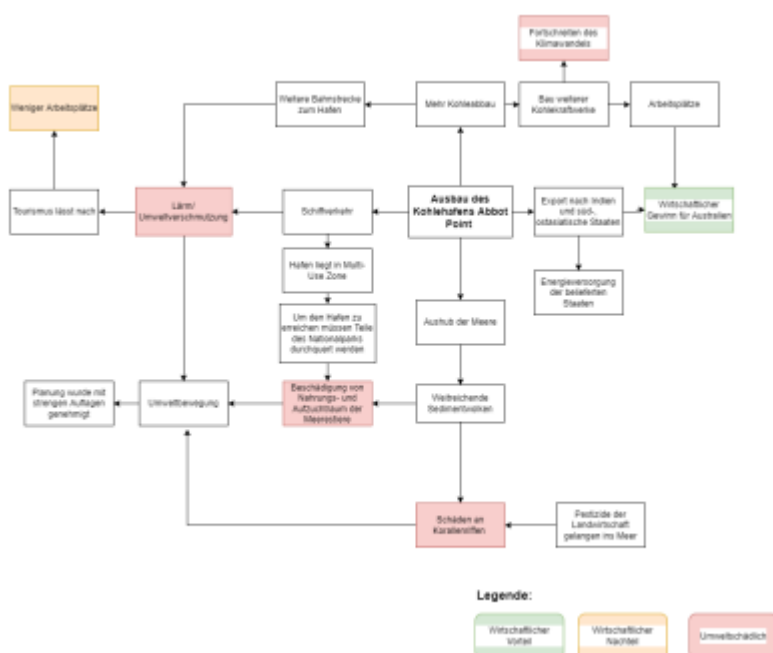 Fortschreiten des
Klimawandels
Weniger Arbeitsplätze
Weitere Bahnstrecke
zum Hafen
Mehr Kohleabbau
Bau weiterer
Kohlekraftwerke
Arbeitsplätze
Tourismus lässt nach
Lärm/
Umweltverschmutzung
Schiffverkehr
Ausbau des
Kohlehafens Abbot
Point
Export nach Indien
und süd-,
ostasiatische Staaten
Wirtschaftlicher
Gewinn für Australien
Hafen liegt in Multi-
Use Zone
Energieversorgung
der belieferten
Staaten
Um den Hafen zu
erreichen müssen Teile
des Nationalparks
durchquert werden
Aushub der Meere
Planung wurde mit
strengen Auflagen
genehmigt
Umweltbewegung
Beschädigung von
Nahrungs- und
Aufzuchtraum der
Meerestiere
Weitreichende
Sedimentwolken
Schäden an
Korallenriffen
Pestizide der
Landwirtschaft
gelangen ins Meer
Legende:
Wirtschaftlicher
Vorteil
Wirtschaftlicher
Nachteil
Umweltschädlich